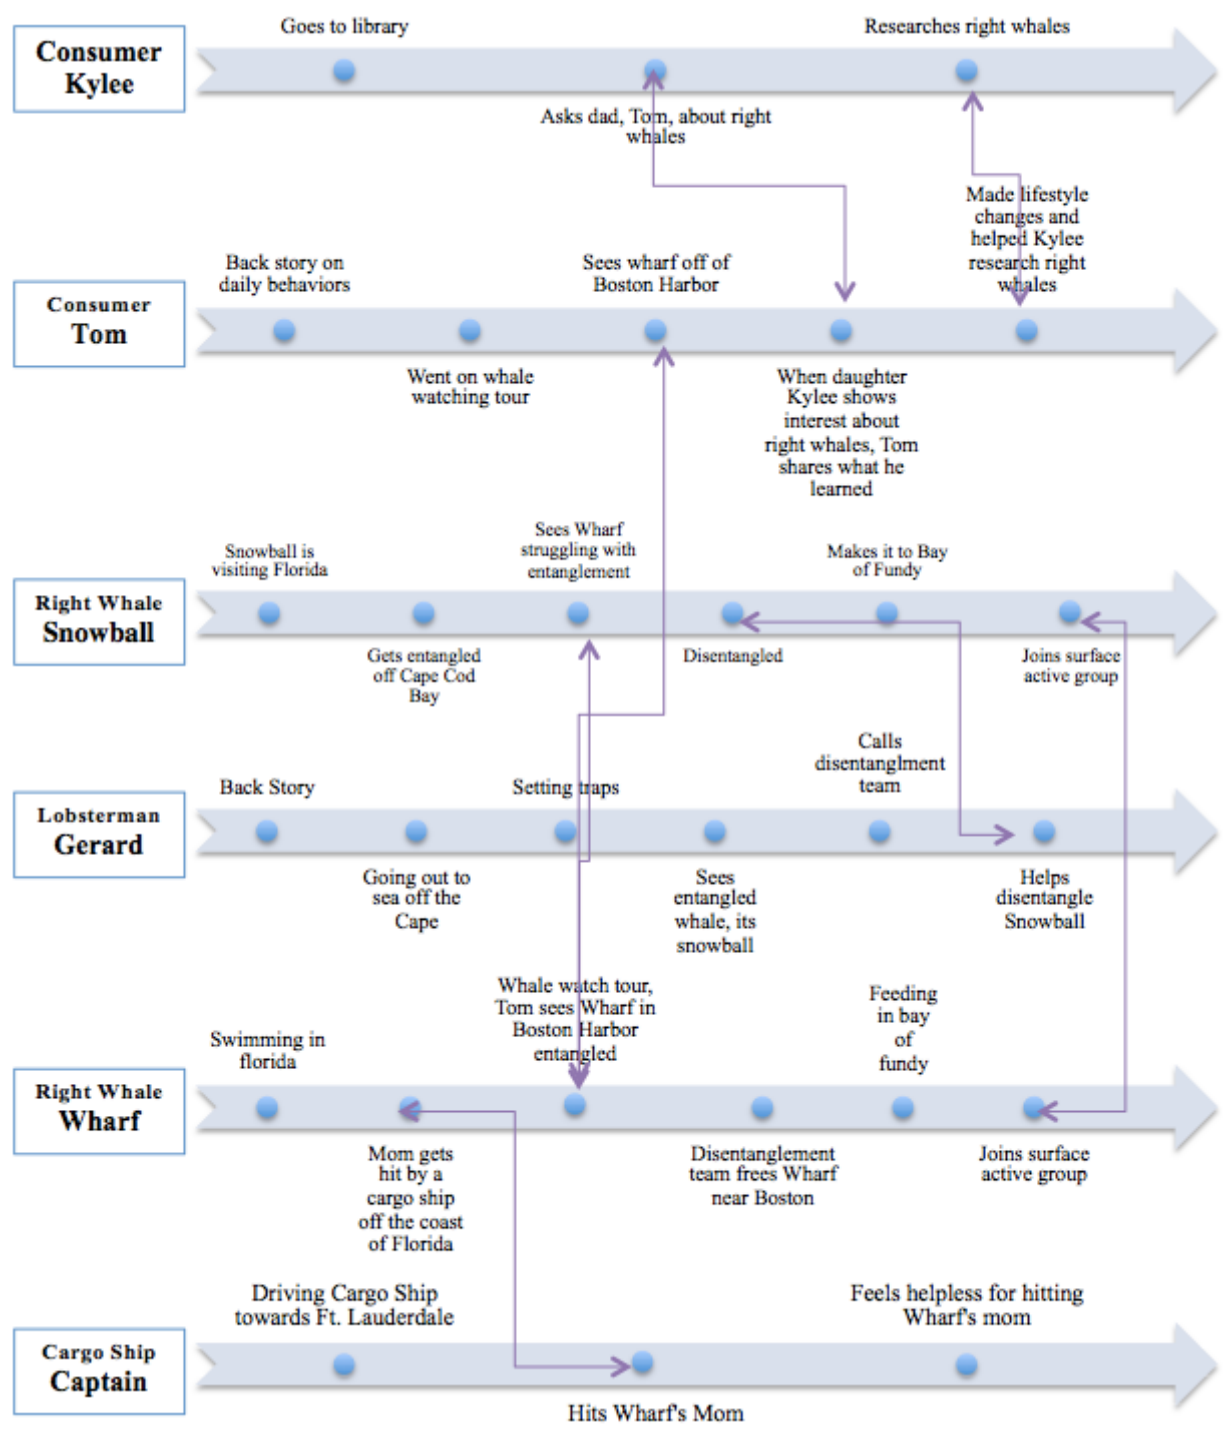 Goes to library
Researches right whales
Consumer
Kylee
Asks dad, Tom, about right
whales
Made lifestyle
changes and
helped Kylee
research right
whales
Back story on
daily behaviors
Sees wharf off of
Boston Harbor
Consumer
Tom
Went on whale
watching tour
When daughter
Kylee shows
interest about
right whales, Tom
shares what he
learned
Snowball is
visiting Florida
Sees Wharf
struggling with
entanglement
Makes it to Bay
of Fundy
Right Whale
Snowball
Gets entangled
off Cape Cod
Bay
Disentangled
Joins surface
active group
Back Story
Setting traps
Calls
disentanglment
team
Lobsterman
Gerard
Going out to
sea off the
Cape
Sees
entangled
whale, its
snowball
Helps
disentangle
Snowball
Swimming in
florida
Whale watch tour,
Tom sees Wharf in
Boston Harbor
entangled
Feeding
in bay
of
fundy
Right Whale
Wharf
Mom gets
hit by a
cargo ship
off the coast
of Florida
Disentanglement
team frees Wharf
near Boston
Joins surface
active group
Driving Cargo Ship
towards Ft. Lauderdale
Feels helpless for hitting
Wharf's mom
Cargo Ship
Captain
Hits Wharf's Mom